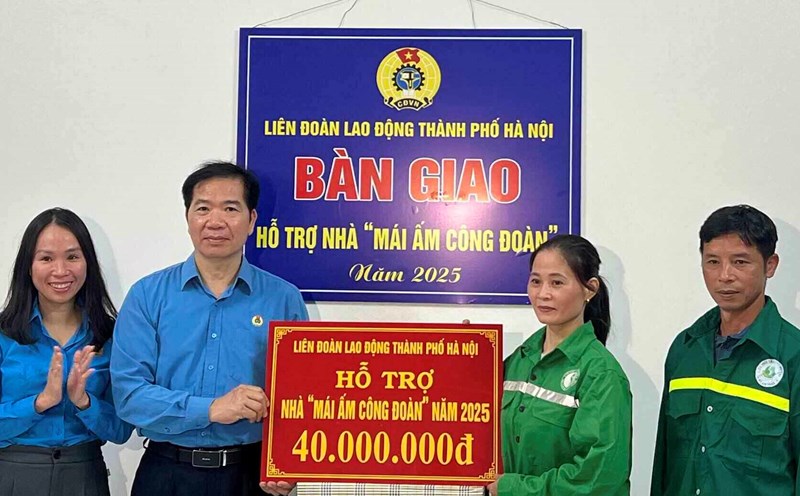 CĐVN
LIÊN ĐOÀN LAO ĐỘNG THÀNH PHỐ HÀ NỘI
BÀN GIAO
HỖ TRỢ NHÀ “MÁI ẤM CÔNG ĐOÀN”
Năm 2025
LIÊN ĐOÀN LAO ĐỘNG THÀNH PHỐ HÀ NỘI
HỖ TRỢ
NHÀ “MÁI ẤM CÔNG ĐOÀN” NĂM 2025
40.000.000đ